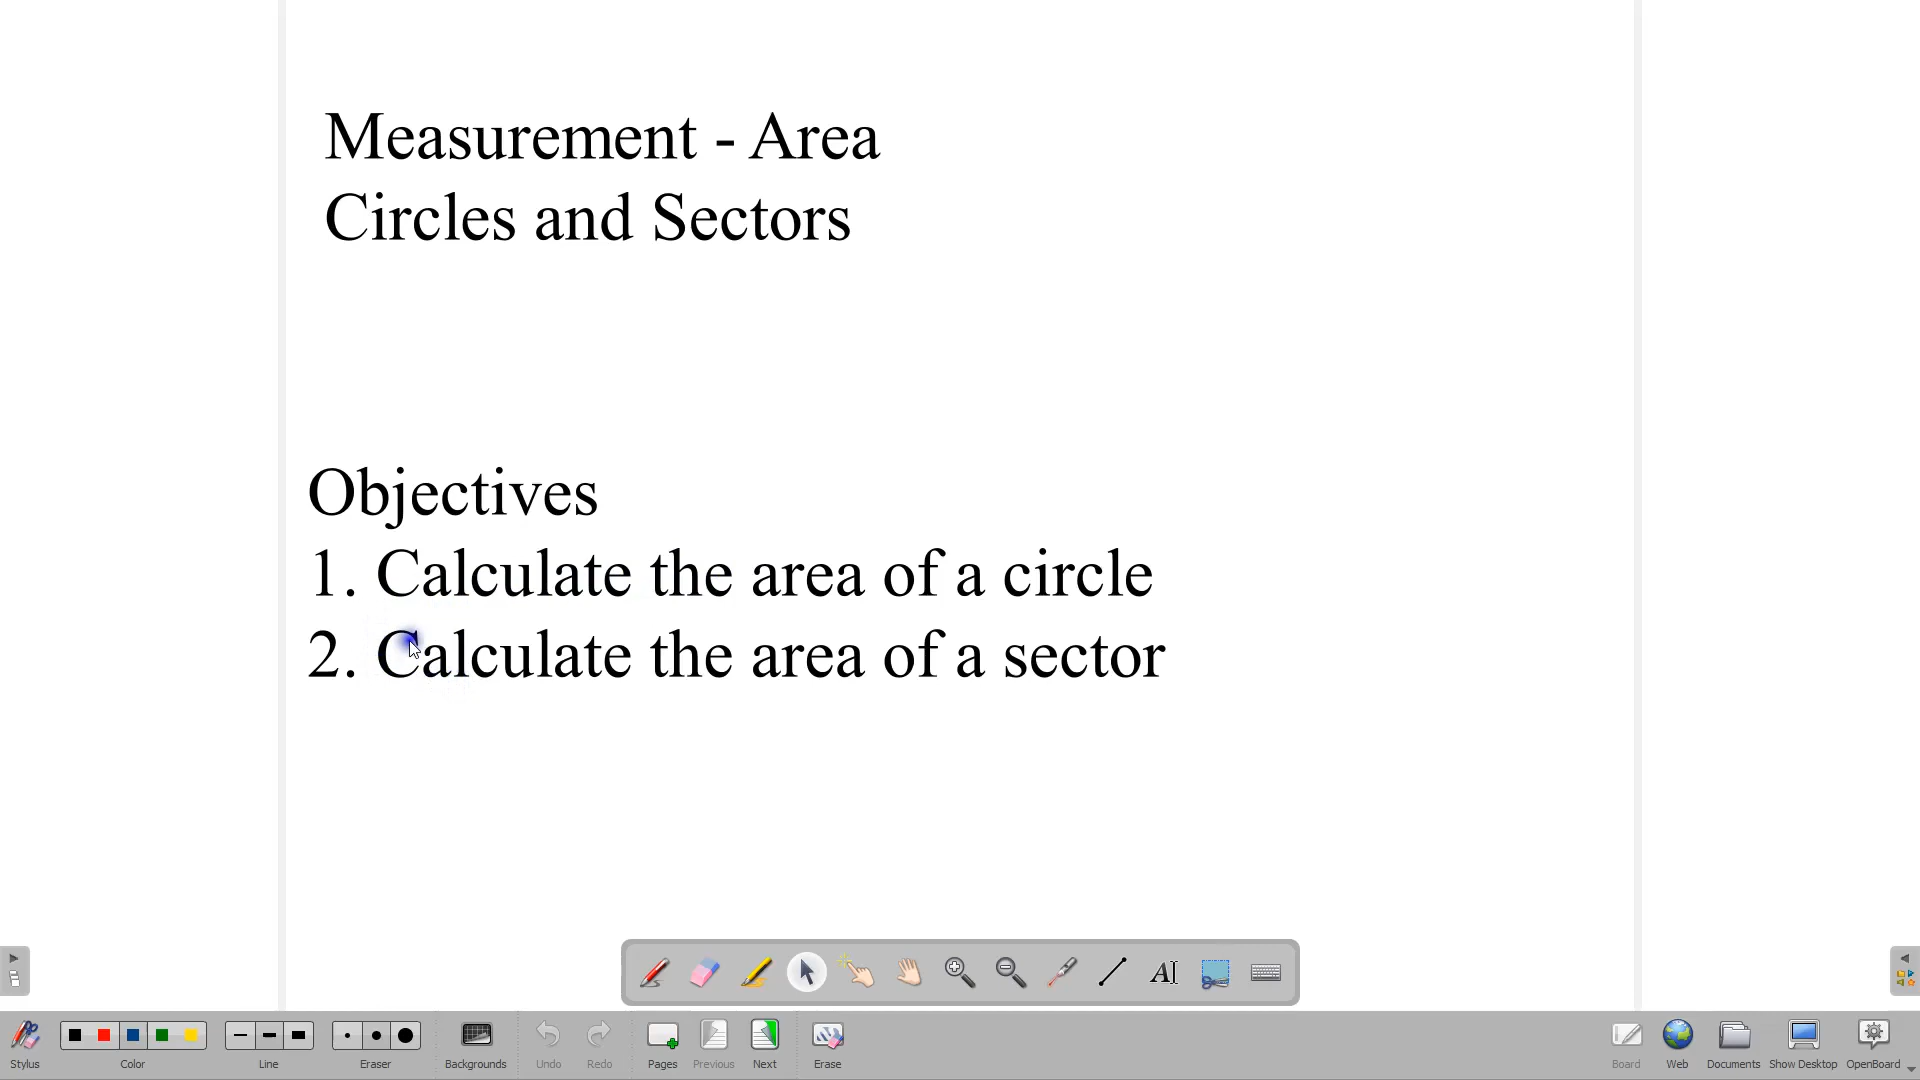 Measurement - Area
Circles and Sectors
Objectives
1. Calculate the area of a circle
2. Calculate the area of a sector
AI
Stylus
Color
Line
Eraser
Backgrounds
Undo
Redo
Pages
Previous
Next
Erase
Board
Web
Documents
Show Desktop
OpenBoard